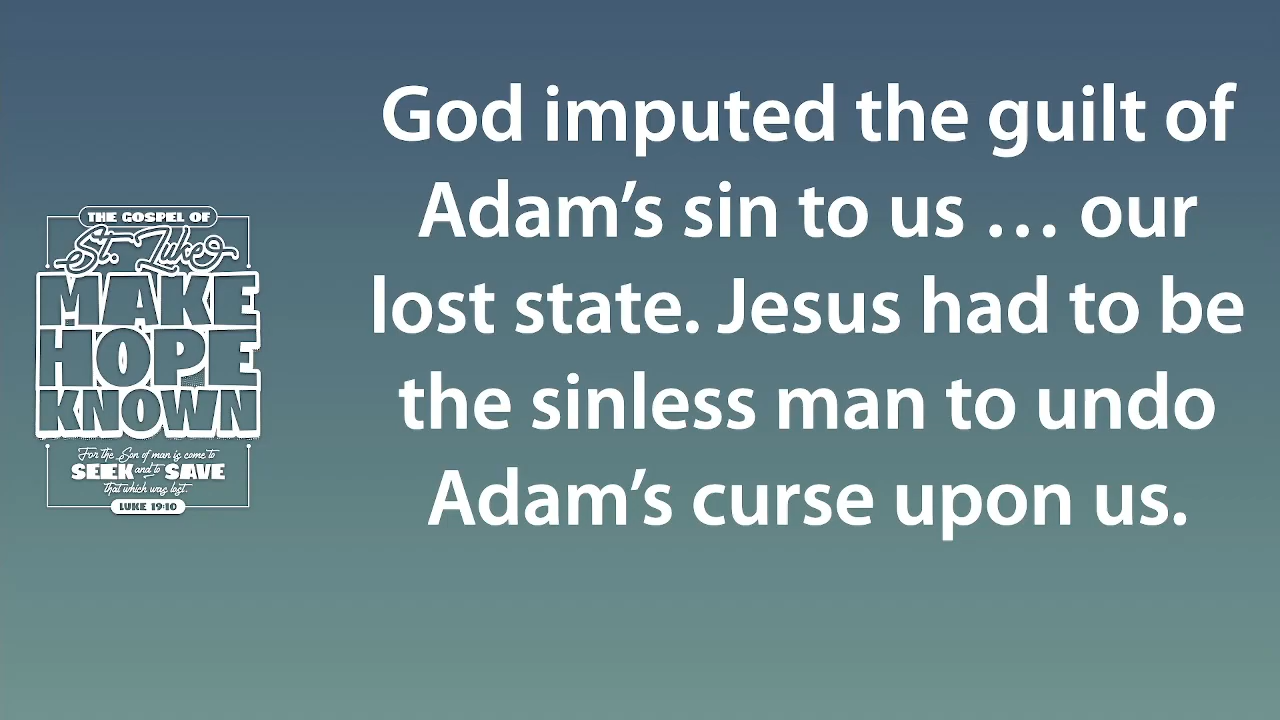 God imputed the guilt of
Adam’s sin to us … our
lost state. Jesus had to be
the sinless man to undo
Adam’s curse upon us.
THE GOSPEL OF
St. Luke
MAKE
HOPE
KNOWN
For the Son of man is come to
SEEK and to SAVE
that which was lost.
LUKE 19:10